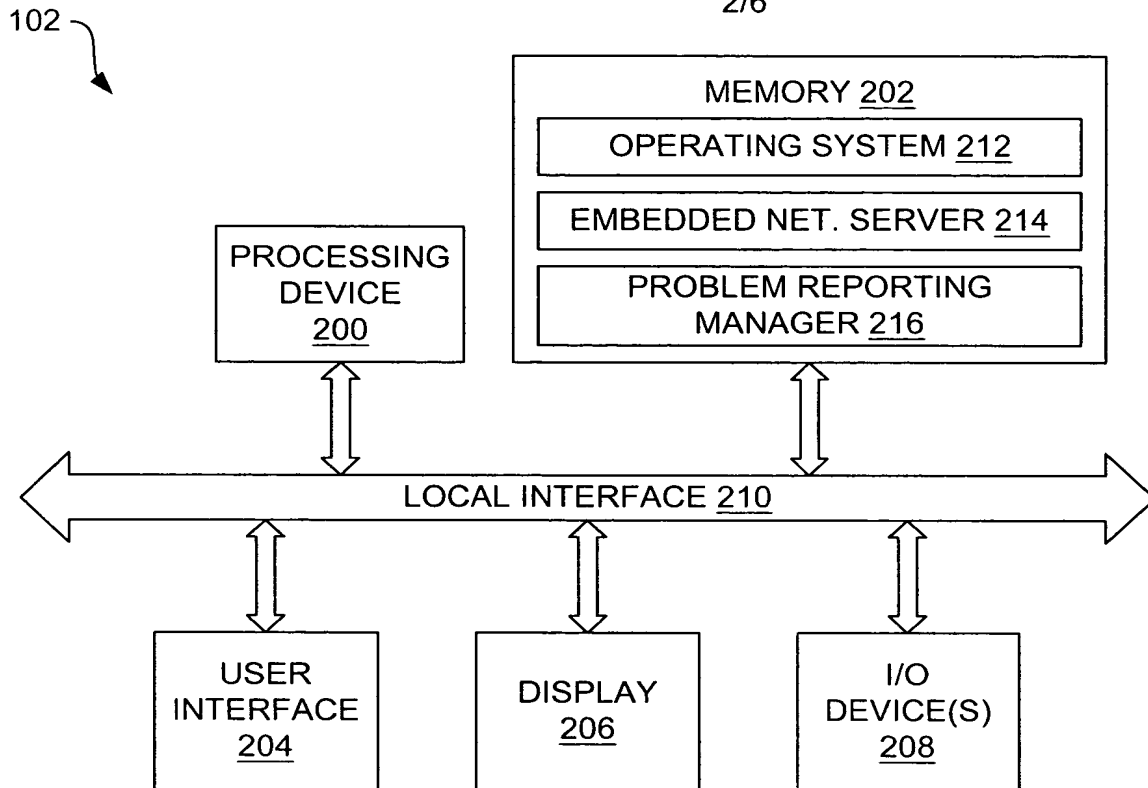 2/6
102
MEMORY 202
OPERATING SYSTEM 212
EMBEDDED NET. SERVER 214
PROBLEM REPORTING
MANAGER 216
PROCESSING
DEVICE
200
LOCAL INTERFACE 210
USER
INTERFACE
204
DISPLAY
206
I/O
DEVICE(S)
208